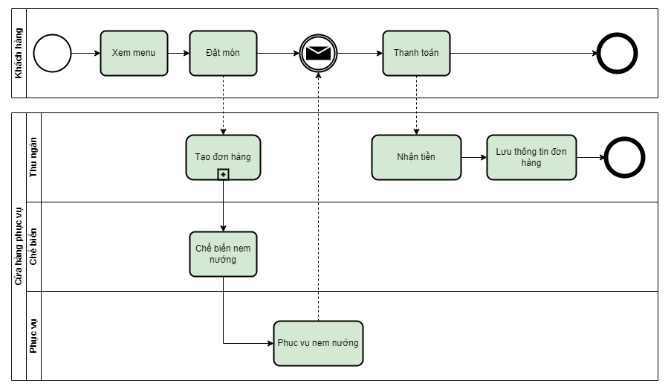 Khách hàng
Xem menu
Đặt món
Thanh toán
Cửa hàng phục vụ
Thu ngân
Tạo đơn hàng
Nhận tiền
Lưu thông tin đơn
hàng
Chế biến
Chế biến nem
nướng
Phục vụ
Phục vụ nem nướng